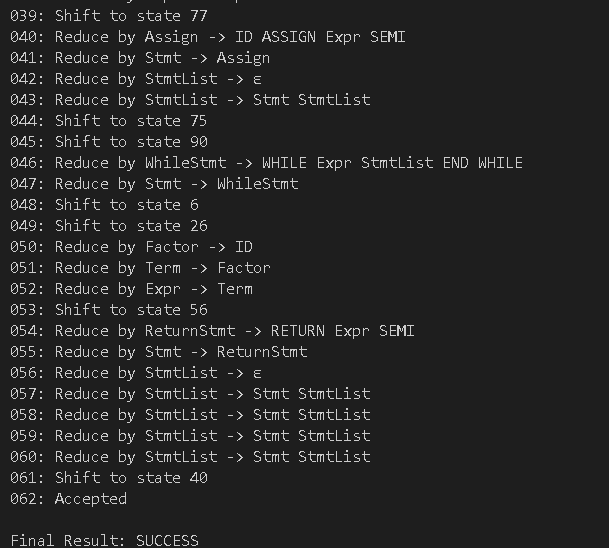 039: Shift to state 77
040: Reduce by Assign -> ID ASSIGN Expr SEMI
041: Reduce by Stmt -> Assign
042: Reduce by StmtList -> ε
043: Reduce by StmtList -> Stmt StmtList
044: Shift to state 75
045: Shift to state 90
046: Reduce by WhileStmt -> WHILE Expr StmtList END WHILE
047: Reduce by Stmt -> WhileStmt
048: Shift to state 6
049: Shift to state 26
050: Reduce by Factor -> ID
051: Reduce by Term -> Factor
052: Reduce by Expr -> Term
053: Shift to state 56
054: Reduce by ReturnStmt -> RETURN Expr SEMI
055: Reduce by Stmt -> ReturnStmt
056: Reduce by StmtList -> ε
057: Reduce by StmtList -> Stmt StmtList
058: Reduce by StmtList -> Stmt StmtList
059: Reduce by StmtList -> Stmt StmtList
060: Reduce by StmtList -> Stmt StmtList
061: Shift to state 40
062: Accepted
Final Result: SUCCESS